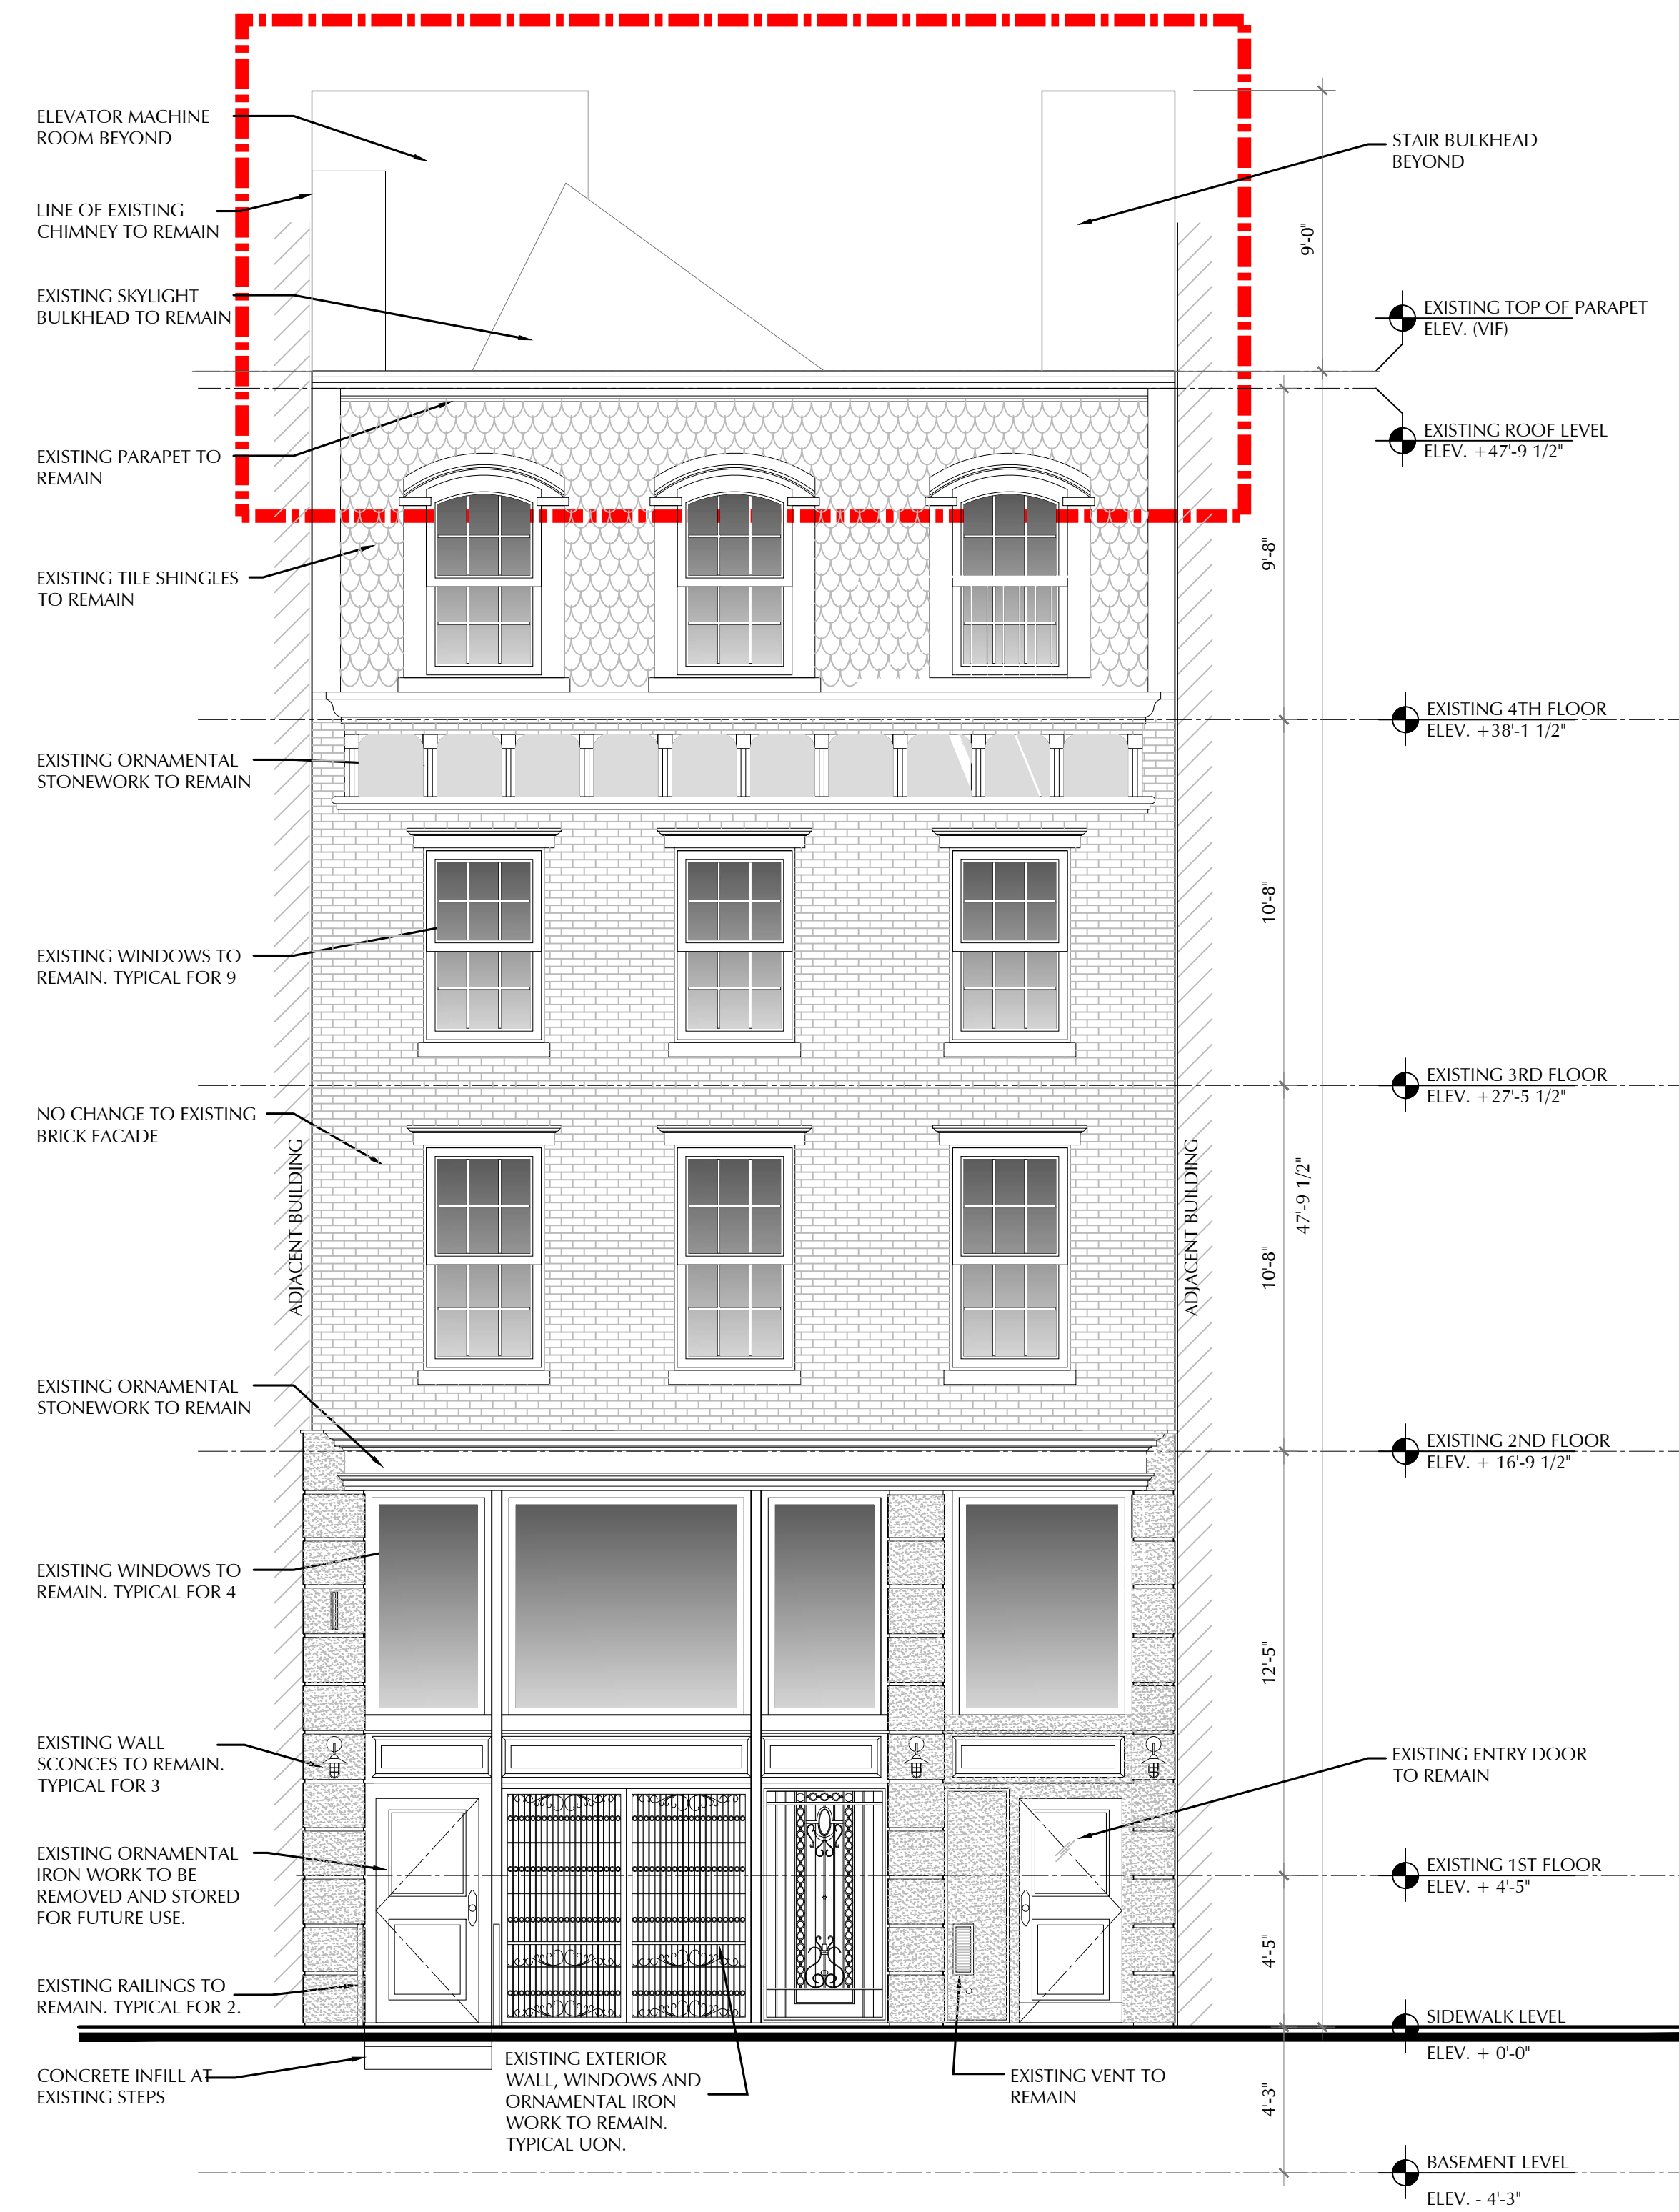 ELEVATOR MACHINE
ROOM BEYOND
LINE OF EXISTING
CHIMNEY TO REMAIN
EXISTING SKYLIGHT
BULKHEAD TO REMAIN
EXISTING PARAPET TO
REMAIN
EXISTING TILE SHINGLES
TO REMAIN
EXISTING ORNAMENTAL
STONEWORK TO REMAIN
EXISTING WINDOWS TO
REMAIN. TYPICAL FOR 9
NO CHANGE TO EXISTING
BRICK FACADE
ADJACENT BUILDING
EXISTING ORNAMENTAL
STONEWORK TO REMAIN
EXISTING WINDOWS TO
REMAIN. TYPICAL FOR 4
EXISTING WALL
SCONCES TO REMAIN.
TYPICAL FOR 3
EXISTING ORNAMENTAL
IRON WORK TO BE
REMOVED AND STORED
FOR FUTURE USE.
EXISTING RAILINGS TO
REMAIN. TYPICAL FOR 2.
CONCRETE INFILL AT
EXISTING STEPS
EXISTING EXTERIOR
WALL, WINDOWS AND
ORNAMENTAL IRON
WORK TO REMAIN.
TYPICAL UON.
EXISTING VENT TO
REMAIN
ADJACENT BUILDING
9'-0"
9'-8"
10'-8"
10'-8"
47'-9 1/2"
12'-5"
4'-5"
4'-3"
STAIR BULKHEAD
BEYOND
EXISTING TOP OF PARAPET
ELEV. (VIF)
EXISTING ROOF LEVEL
ELEV. +47'-9 1/2"
EXISTING 4TH FLOOR
ELEV. +38'-1 1/2"
EXISTING 3RD FLOOR
ELEV. +27'-5 1/2"
EXISTING 2ND FLOOR
ELEV. + 16'-9 1/2"
EXISTING ENTRY DOOR
TO REMAIN
EXISTING 1ST FLOOR
ELEV. + 4'-5"
SIDEWALK LEVEL
ELEV. + 0'-0"
BASEMENT LEVEL
ELEV. - 4'-3"